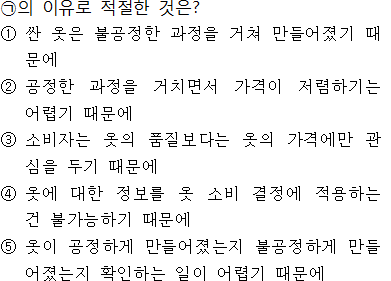 ㉠의 이유로 적절한 것은?
① 싼 옷은 불공정한 과정을 거쳐 만들어졌기 때
문에
② 공정한 과정을 거치면서 가격이 저렴하기는
어렵기 때문에
③ 소비자는 옷의 품질보다는 옷의 가격에만 관
심을 두기 때문에
④ 옷에 대한 정보를 옷 소비 결정에 적용하는
건 불가능하기 때문에
⑤ 옷이 공정하게 만들어졌는지 불공정하게 만들
어졌는지 확인하는 일이 어렵기 때문에